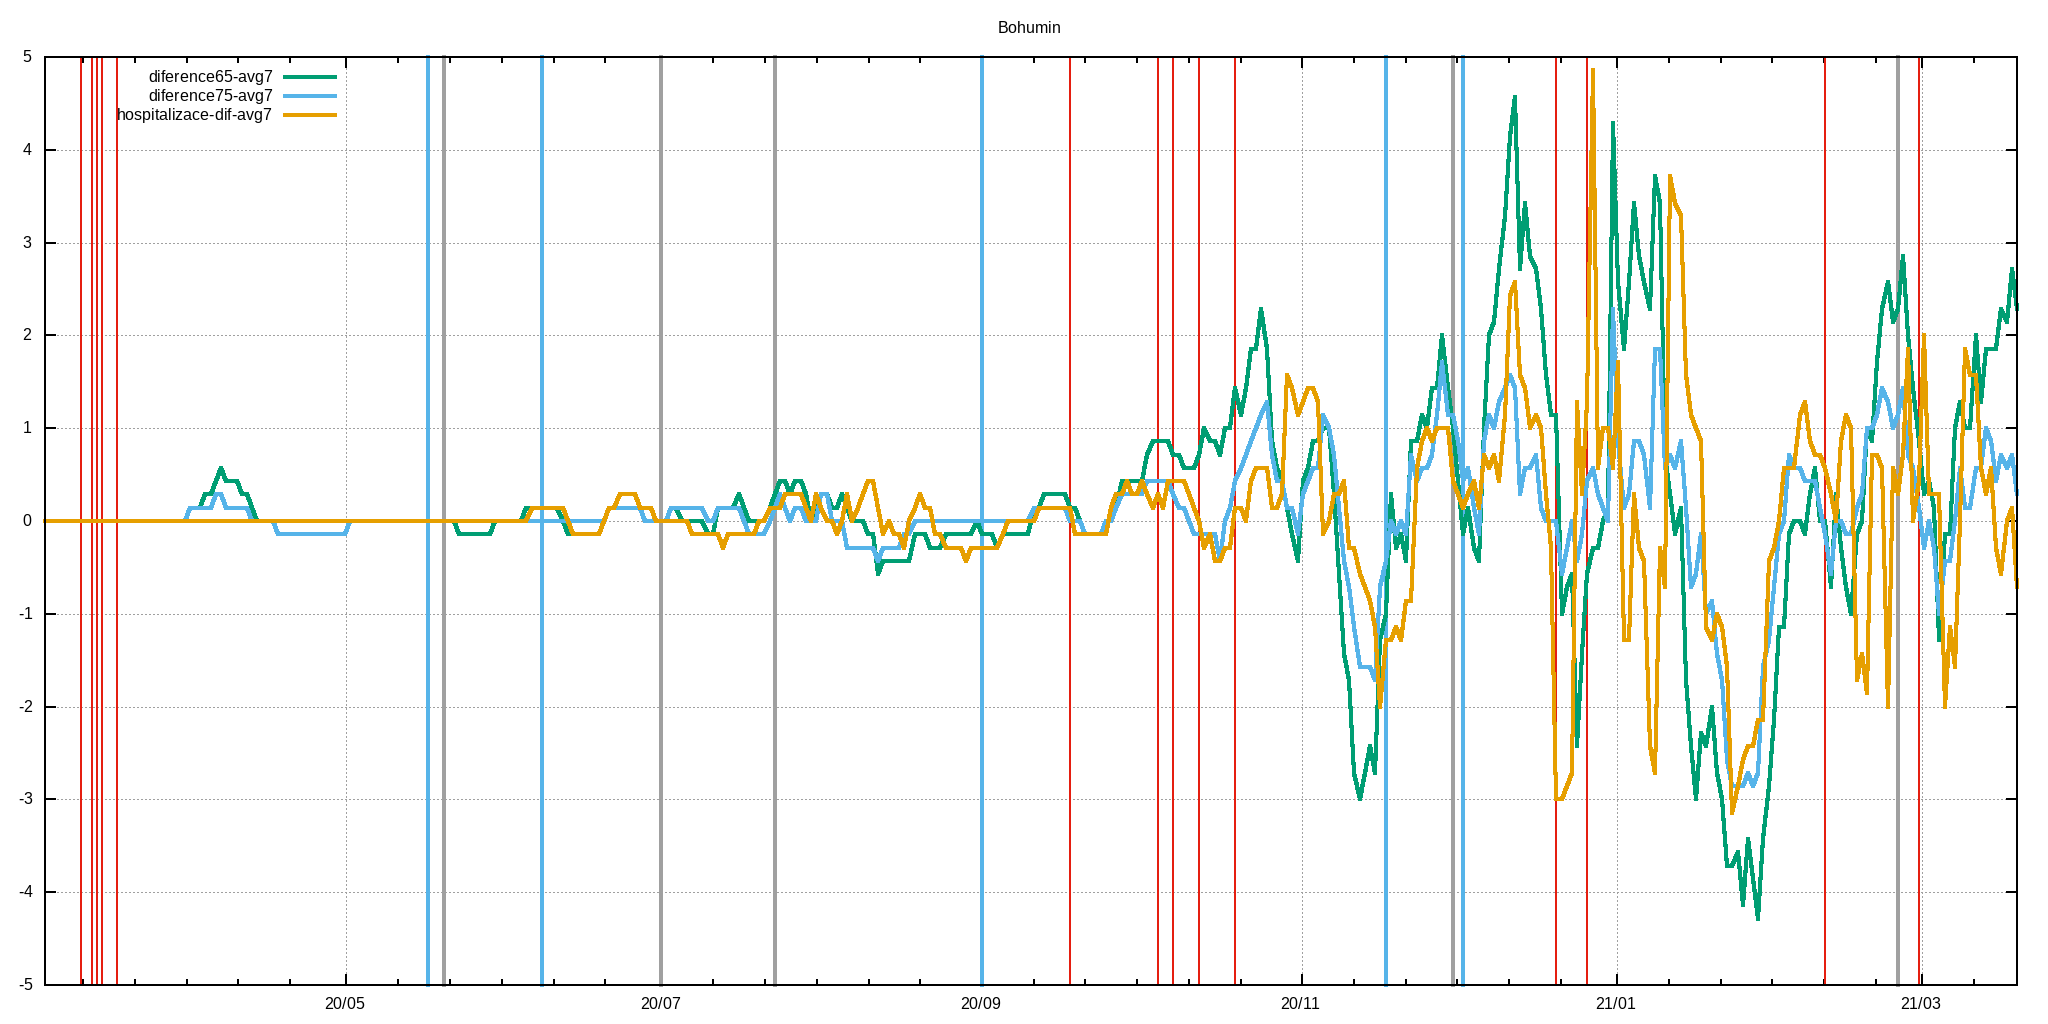 Bohumin
5
diference65-avg7
diference75-avg7
hospitalizace-dif-avg7
4
3
2
1
0
-1
-2
-3
-4
-5
20/05 20/07 20/09 20/11 21/01 21/03